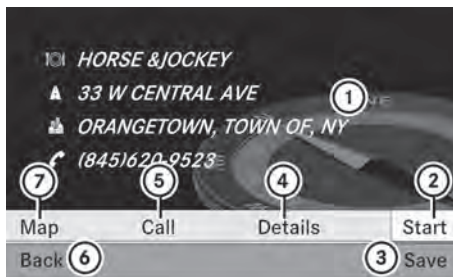 HORSE &JOCKEY
33 W CENTRAL AVE
1
ORANGETOWN, TOWN OF, NY
(845)620-9523
7 5 4 2
Map Call Details Start
Back 6 3 Save